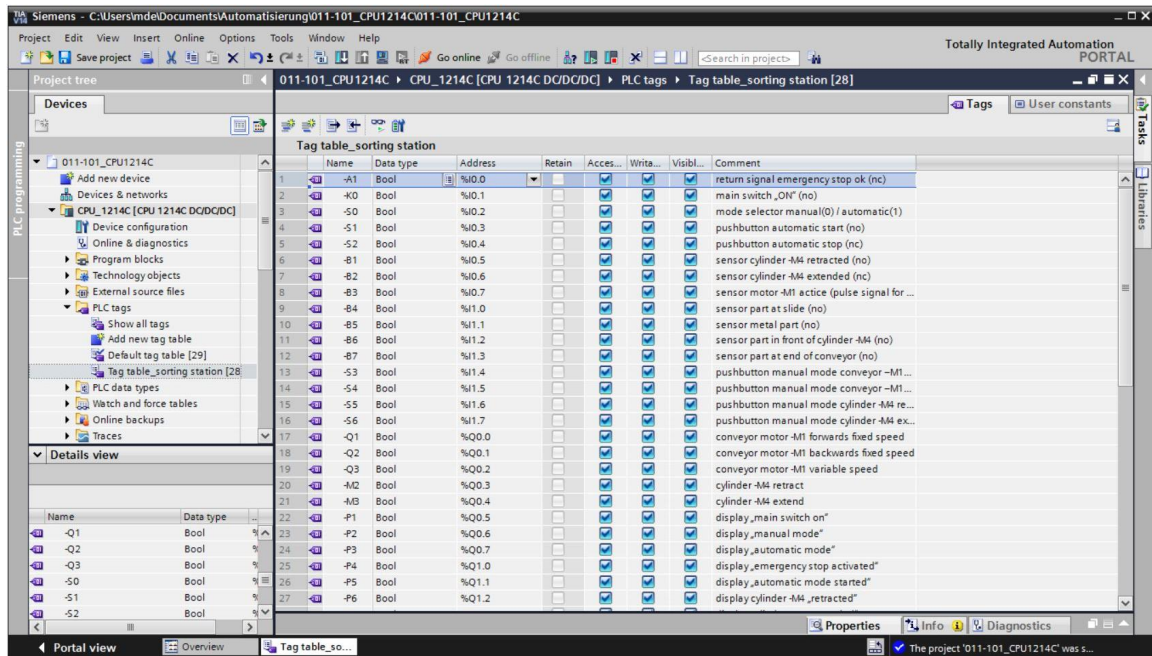 TIA V14 Siemens - C:\Users\mde\Documents\Automatisierung\011-101_CPU1214C\011-101_CPU1214C
Project Edit View Insert Online Options Tools Window Help
Totally Integrated Automation
PORTAL
Save project Go online Go offline <Search in project>
Project tree
011-101_CPU1214C CPU_1214C [CPU 1214C DC/DC/DC] PLC tags Tag table_sorting station [28]
Devices
Tags User constants
Tag table_sorting station
Name Data type Address Retain Acces... Writa... Visibl... Comment
1 -A1 Bool %I0.0 return signal emergency stop ok (nc)
2 -K0 Bool %I0.1 main switch „ON" (no)
3 -S0 Bool %I0.2 mode selector manual(0) / automatic(1)
4 -S1 Bool %I0.3 pushbutton automatic start (no)
5 -S2 Bool %I0.4 pushbutton automatic stop (nc)
6 -B1 Bool %I0.5 sensor cylinder -M4 retracted (no)
7 -B2 Bool %I0.6 sensor cylinder -M4 extended (nc)
8 -B3 Bool %I0.7 sensor motor -M1 actice (pulse signal for ...
9 -B4 Bool %I1.0 sensor part at slide (no)
10 -B5 Bool %I1.1 sensor metal part (no)
11 -B6 Bool %I1.2 sensor part in front of cylinder -M4 (no)
12 -B7 Bool %I1.3 sensor part at end of conveyor (no)
13 -S3 Bool %I1.4 pushbutton manual mode conveyor –M1...
14 -S4 Bool %I1.5 pushbutton manual mode conveyor –M1...
15 -S5 Bool %I1.6 pushbutton manual mode cylinder -M4 re...
16 -S6 Bool %I1.7 pushbutton manual mode cylinder -M4 ex...
17 -Q1 Bool %Q0.0 conveyor motor -M1 forwards fixed speed
18 -Q2 Bool %Q0.1 conveyor motor -M1 backwards fixed speed
19 -Q3 Bool %Q0.2 conveyor motor -M1 variable speed
20 -M2 Bool %Q0.3 cylinder -M4 retract
21 -M3 Bool %Q0.4 cylinder -M4 extend
22 -P1 Bool %Q0.5 display „main switch on"
23 -P2 Bool %Q0.6 display „manual mode"
24 -P3 Bool %Q0.7 display „automatic mode"
25 -P4 Bool %Q1.0 display „emergency stop activated"
26 -P5 Bool %Q1.1 display „automatic mode started"
27 -P6 Bool %Q1.2 display cylinder -M4 „retracted"
011-101_CPU1214C
Add new device
Devices & networks
CPU_1214C [CPU 1214C DC/DC/DC]
Device configuration
Online & diagnostics
Program blocks
Technology objects
External source files
PLC tags
Show all tags
Add new tag table
Default tag table [29]
Tag table_sorting station [28
PLC data types
Watch and force tables
Online backups
Traces
Details view
Name Data type ..
-Q1 Bool
-Q2 Bool
-Q3 Bool
-S0 Bool
-S1 Bool
-S2 Bool
PLC programming
Tasks
Libraries
Properties Info Diagnostics
Portal view Overview Tag table_so... The project '011-101_CPU1214C' was s...